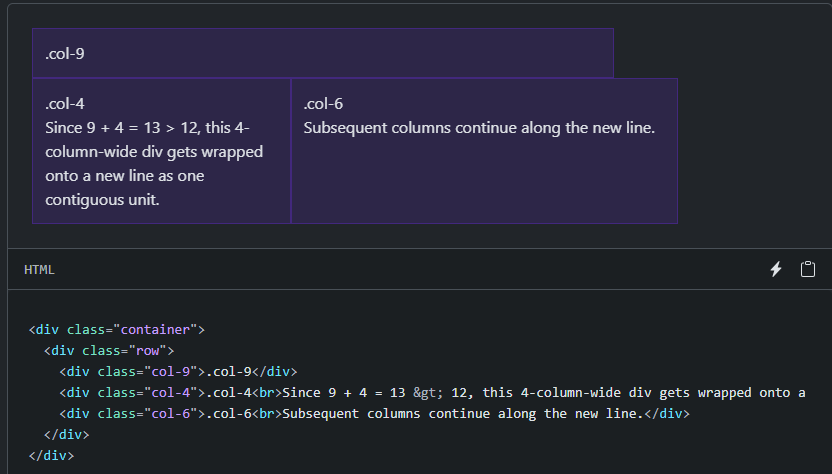 .col-9
.col-4
Since 9 + 4 = 13 > 12, this 4-
column-wide div gets wrapped
onto a new line as one
contiguous unit.
.col-6
Subsequent columns continue along the new line.
HTML
<div class="container">
<div class="row">
<div class="col-9">.col-9</div>
<div class="col-4">.col-4<br>Since 9 + 4 = 13 &gt; 12, this 4-column-wide div gets wrapped onto a
<div class="col-6">.col-6<br>Subsequent columns continue along the new line.</div>
</div>
</div>